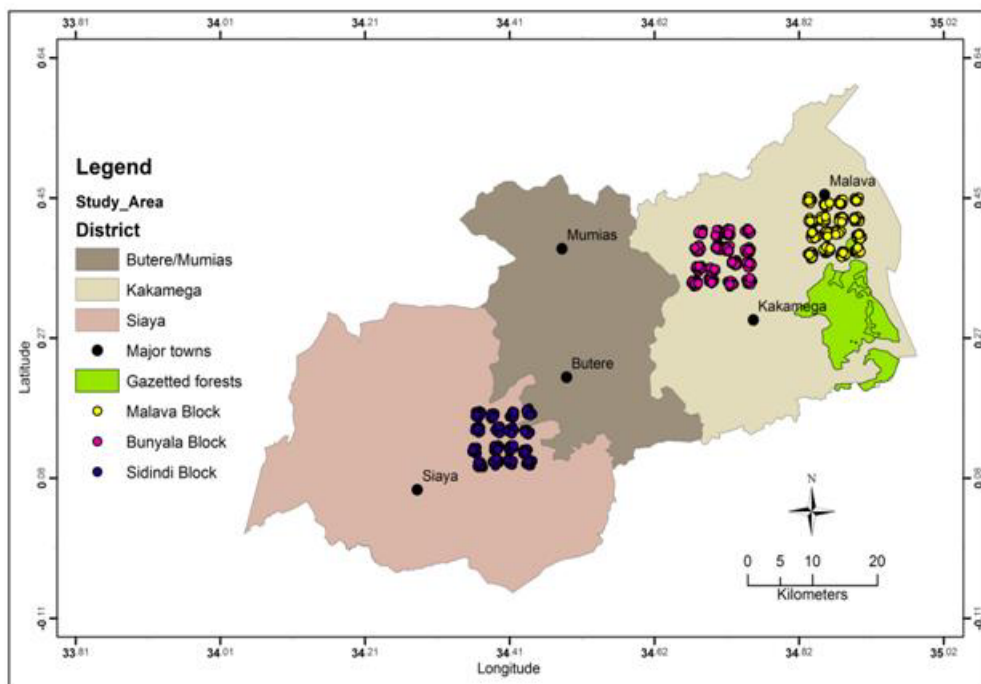 33.81 34.01 34.21 34.41 34.62 34.82 35.02
0.64 0.64
Legend
Study_Area
District
Butere/Mumias
Kakamega
Siaya
Major towns
Gazetted forests
Malava Block
Bunyala Block
Sidindi Block
Malava
0.45 0.45
Mumias
Kakamega
0.27 0.27
Butere
Latitude
Siaya
0.08 0.08
N
0 5 10 20
Kilometers
-0.11 -0.11
33.81 34.01 34.21 34.41 34.62 34.82 35.02
Longitude